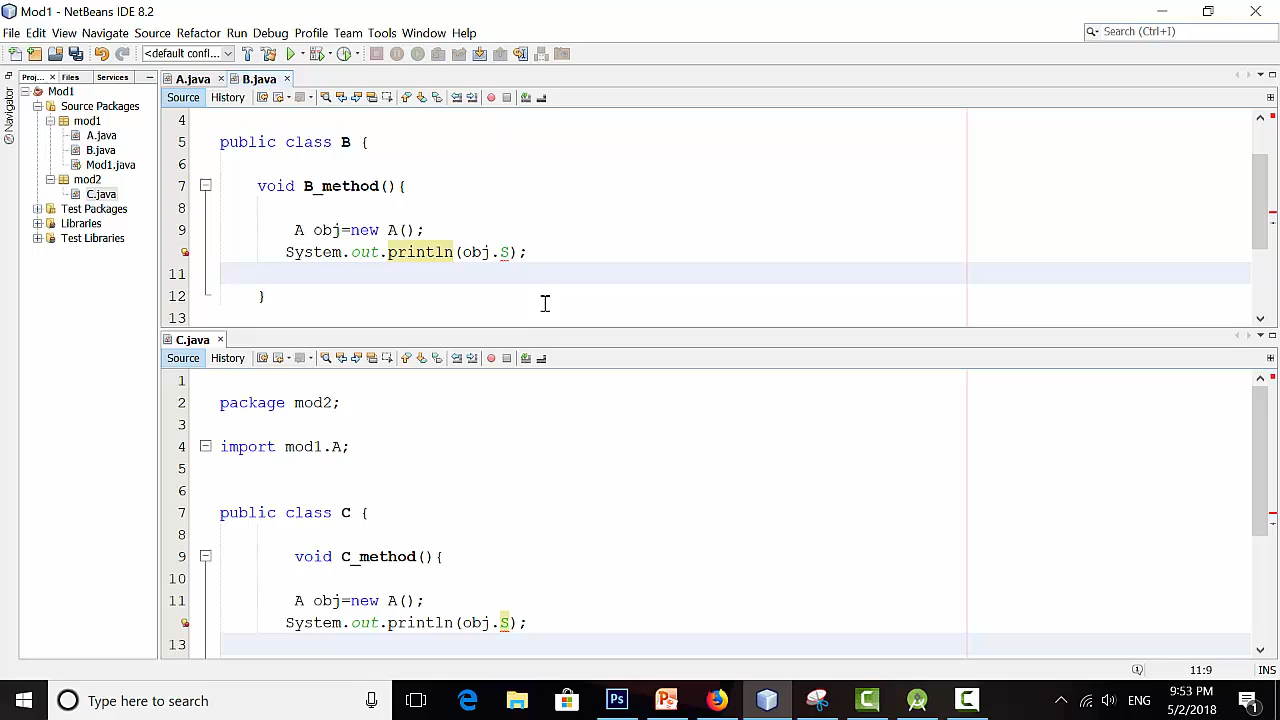 Mod1 - NetBeans IDE 8.2
File Edit View Navigate Source Refactor Run Debug Profile Team Tools Window Help
Search (Ctrl+I)
<default confi...
Proj... Files Services
Navigator
Mod1
Source Packages
mod1
A.java
B.java
Mod1.java
mod2
C.java
Test Packages
Libraries
Test Libraries
A.java B.java
Source History
4
5 public class B {
6
7 void B_method(){
8
9 A obj=new A();
System.out.println(obj.S);
11
12 }
13
C.java
Source History
1
2 package mod2;
3
4 import mod1.A;
5
6
7 public class C {
8
9 void C_method(){
10
11 A obj=new A();
System.out.println(obj.S);
13
11:9 INS
Type here to search
Ps
ENG
9:53 PM
5/2/2018
1